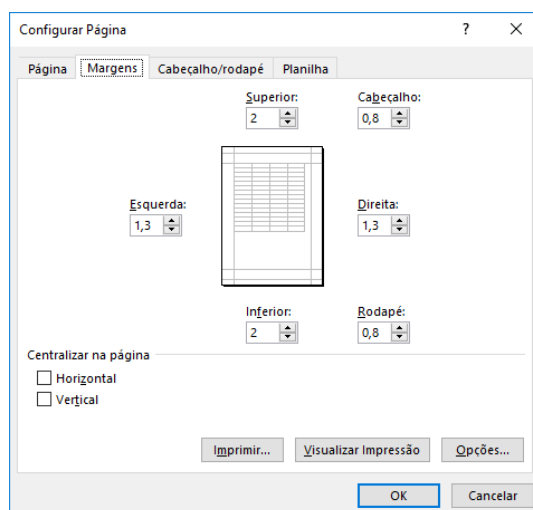 Configurar Página ? ✕
Página Margens Cabeçalho/rodapé Planilha
Superior: Cabeçalho:
2 0,8
Esquerda: Direita:
1,3 1,3
Inferior: Rodapé:
2 0,8
Centralizar na página
Horizontal
Vertical
Imprimir... Visualizar Impressão Opções...
OK Cancelar